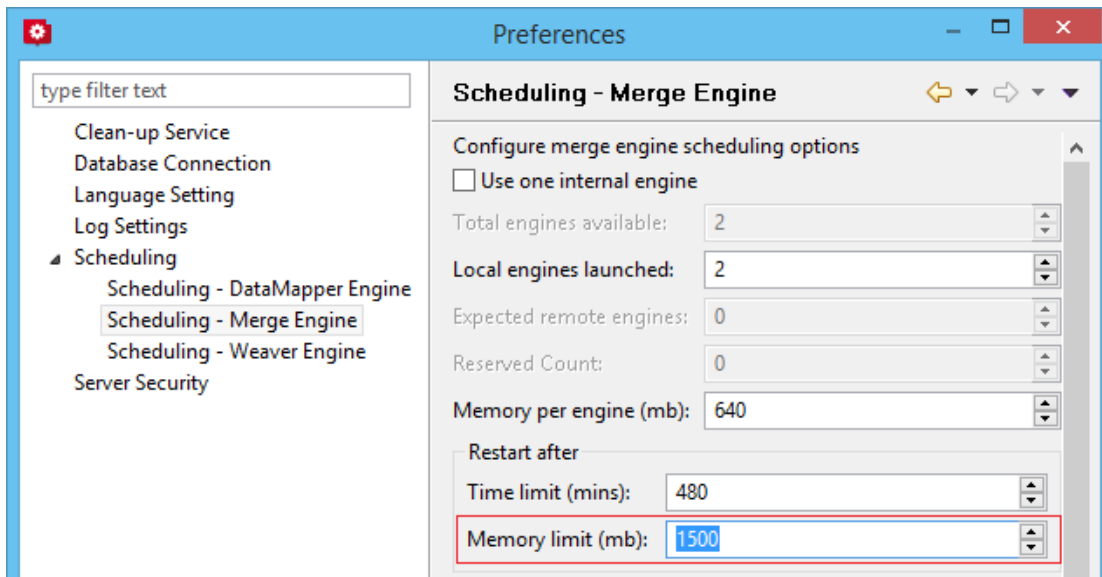 Preferences
type filter text
Clean-up Service
Database Connection
Language Setting
Log Settings
Scheduling
Scheduling - DataMapper Engine
Scheduling - Merge Engine
Scheduling - Weaver Engine
Server Security
Scheduling - Merge Engine
Configure merge engine scheduling options
Use one internal engine
Total engines available: 2
Local engines launched: 2
Expected remote engines: 0
Reserved Count: 0
Memory per engine (mb): 640
Restart after
Time limit (mins): 480
Memory limit (mb): 1500